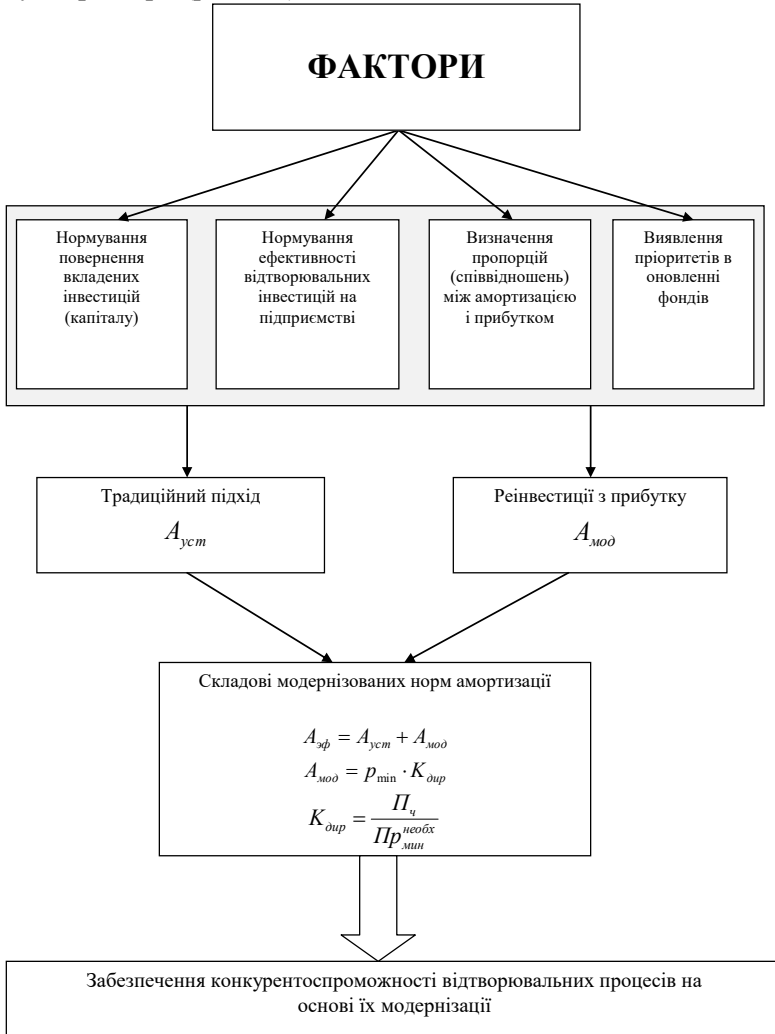 ФАКТОРИ
Нормування
повернення
вкладених
інвестицій
(капіталу)
Нормування
ефективності
відтворювальних
інвестицій на
підприємстві
Визначення
пропорцій
(співвідношень)
між амортизацією
і прибутком
Виявлення
пріоритетів в
оновленні
фондів
Традиційний підхід
A_уст
Реінвестиції з прибутку
A_мод
Складові модернізованих норм амортизації
A_эф = A_уст + A_мод
A_мод = p_min · K_дир
K_дир = П_ч / Пр_мин^необх
Забезпечення конкурентоспроможності відтворювальних процесів на
основі їх модернізації